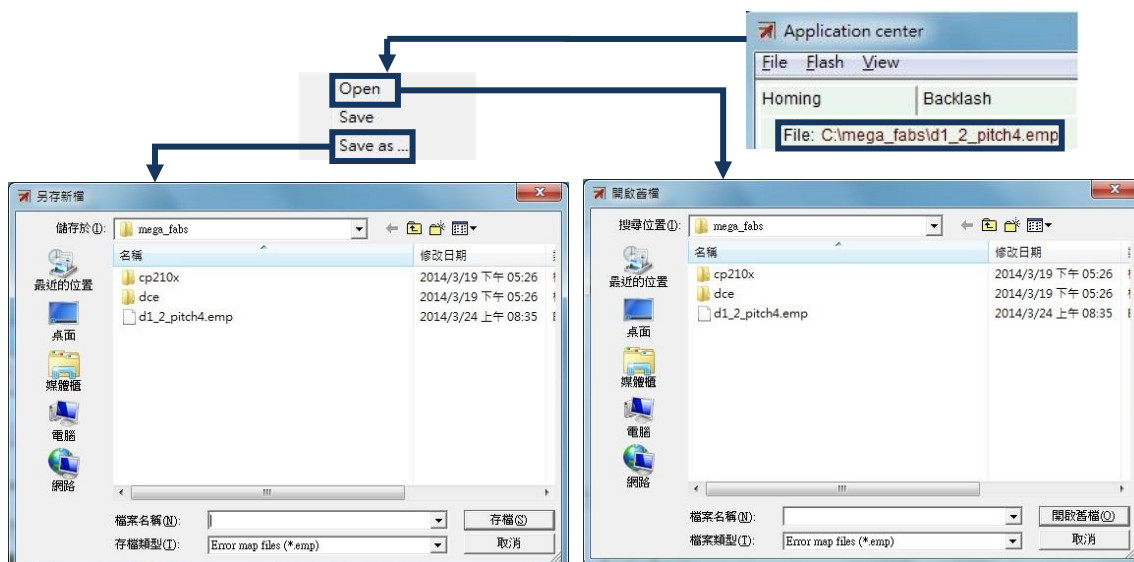 Application center
File Flash View
Homing Backlash
File: C:\mega_fabs\d1_2_pitch4.emp
Open
Save
Save as ...
另存新檔
儲存於(I): mega_fabs
名稱 修改日期
cp210x 2014/3/19 下午 05:26
dce 2014/3/19 下午 05:26
d1_2_pitch4.emp 2014/3/24 上午 08:35
最近的位置
桌面
媒體櫃
電腦
網路
檔案名稱(N): 存檔(S)
存檔類型(T): Error map files (*.emp) 取消
開啟舊檔
搜尋位置(I): mega_fabs
名稱 修改日期
cp210x 2014/3/19 下午 05:26
dce 2014/3/19 下午 05:26
d1_2_pitch4.emp 2014/3/24 上午 08:35
最近的位置
桌面
媒體櫃
電腦
網路
檔案名稱(N): 開啟舊檔(O)
檔案類型(T): Error map files (*.emp) 取消